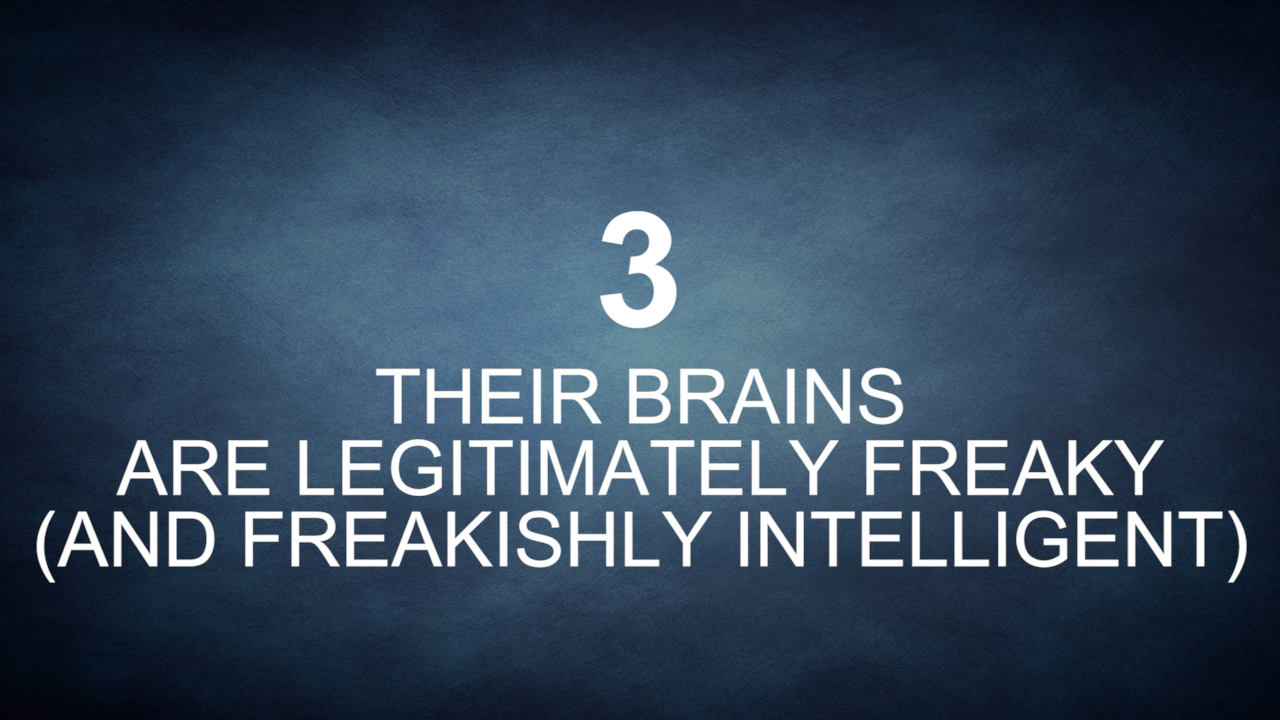 3
THEIR BRAINS
ARE LEGITIMATELY FREAKY
(AND FREAKISHLY INTELLIGENT)